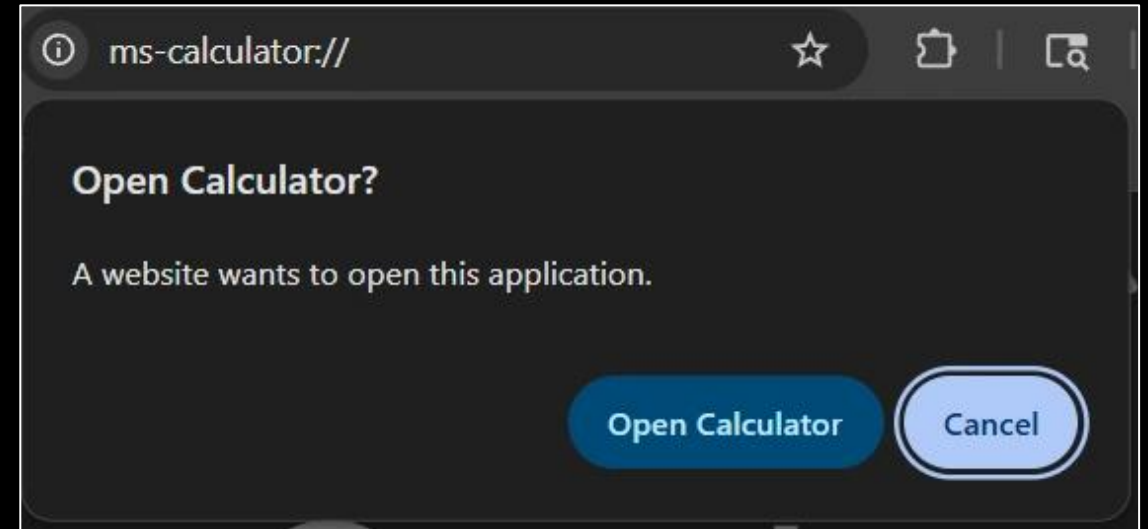 ms-calculator://
Open Calculator?
A website wants to open this application.
Open Calculator
Cancel